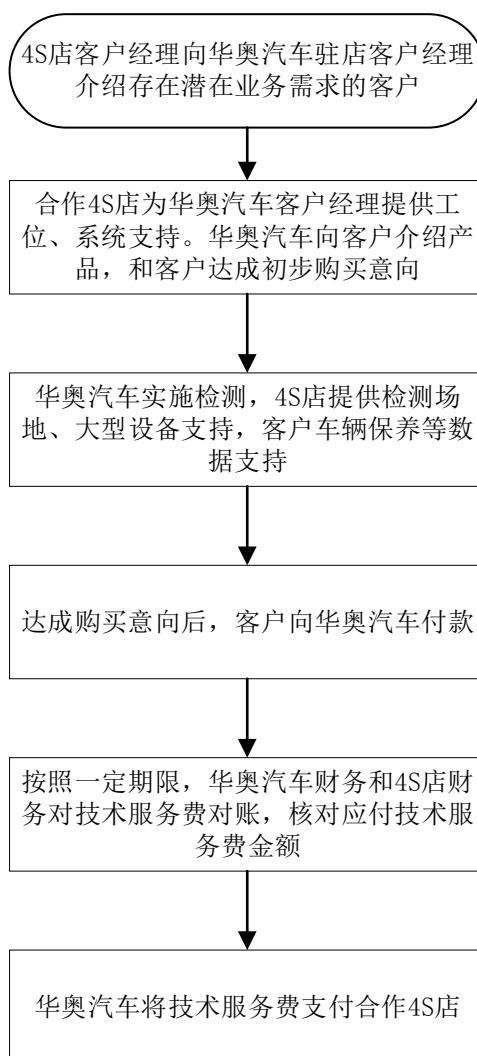 4S店客户经理向华奥汽车驻店客户经理
介绍存在潜在业务需求的客户
合作4S店为华奥汽车客户经理提供工
位、系统支持。华奥汽车向客户介绍产
品，和客户达成初步购买意向
华奥汽车实施检测，4S店提供检测场
地、大型设备支持，客户车辆保养等数
据支持
达成购买意向后，客户向华奥汽车付款
按照一定期限，华奥汽车财务和4S店财
务对技术服务费对账，核对应付技术服
务费金额
华奥汽车将技术服务费支付合作4S店